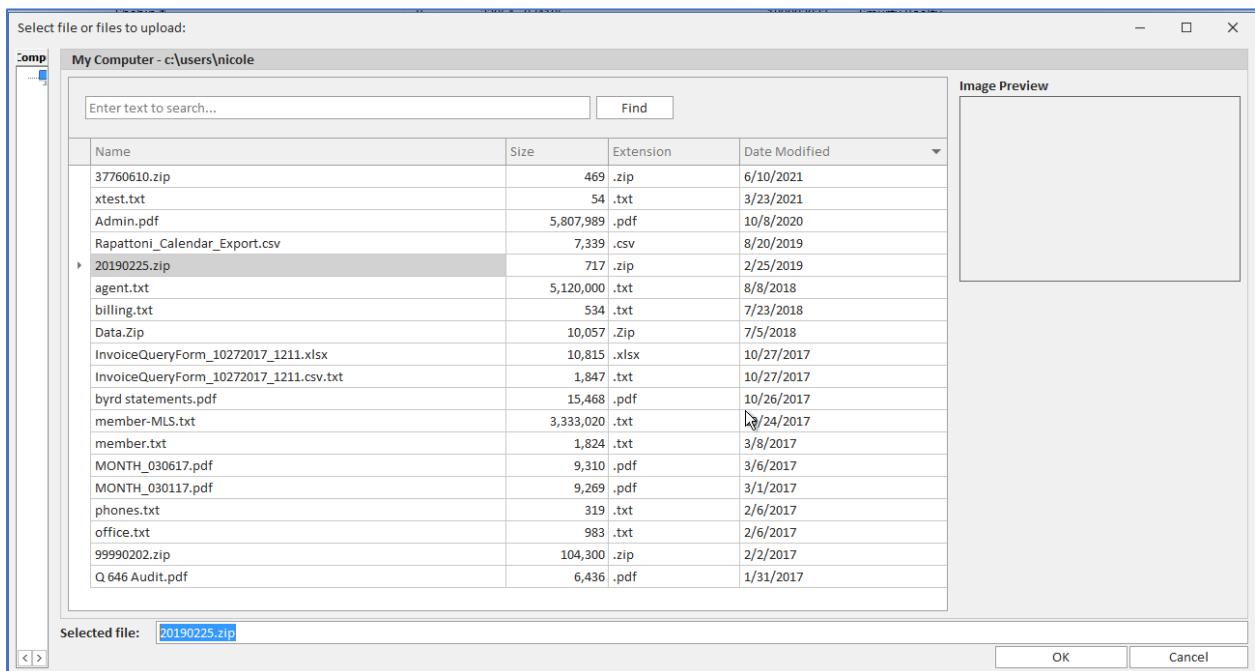 Select file or files to upload:
Comp
My Computer - c:\users\nicole
Image Preview
Enter text to search... Find
Name Size Extension Date Modified
37760610.zip 469 .zip 6/10/2021
xtest.txt 54 .txt 3/23/2021
Admin.pdf 5,807,989 .pdf 10/8/2020
Rapattoni_Calendar_Export.csv 7,339 .csv 8/20/2019
20190225.zip 717 .zip 2/25/2019
agent.txt 5,120,000 .txt 8/8/2018
billing.txt 534 .txt 7/23/2018
Data.Zip 10,057 .Zip 7/5/2018
InvoiceQueryForm_10272017_1211.xlsx 10,815 .xlsx 10/27/2017
InvoiceQueryForm_10272017_1211.csv.txt 1,847 .txt 10/27/2017
byrd statements.pdf 15,468 .pdf 10/26/2017
member-MLS.txt 3,333,020 .txt /24/2017
member.txt 1,824 .txt 3/8/2017
MONTH_030617.pdf 9,310 .pdf 3/6/2017
MONTH_030117.pdf 9,269 .pdf 3/1/2017
phones.txt 319 .txt 2/6/2017
office.txt 983 .txt 2/6/2017
99990202.zip 104,300 .zip 2/2/2017
Q 646 Audit.pdf 6,436 .pdf 1/31/2017
Selected file: 20190225.zip
OK Cancel